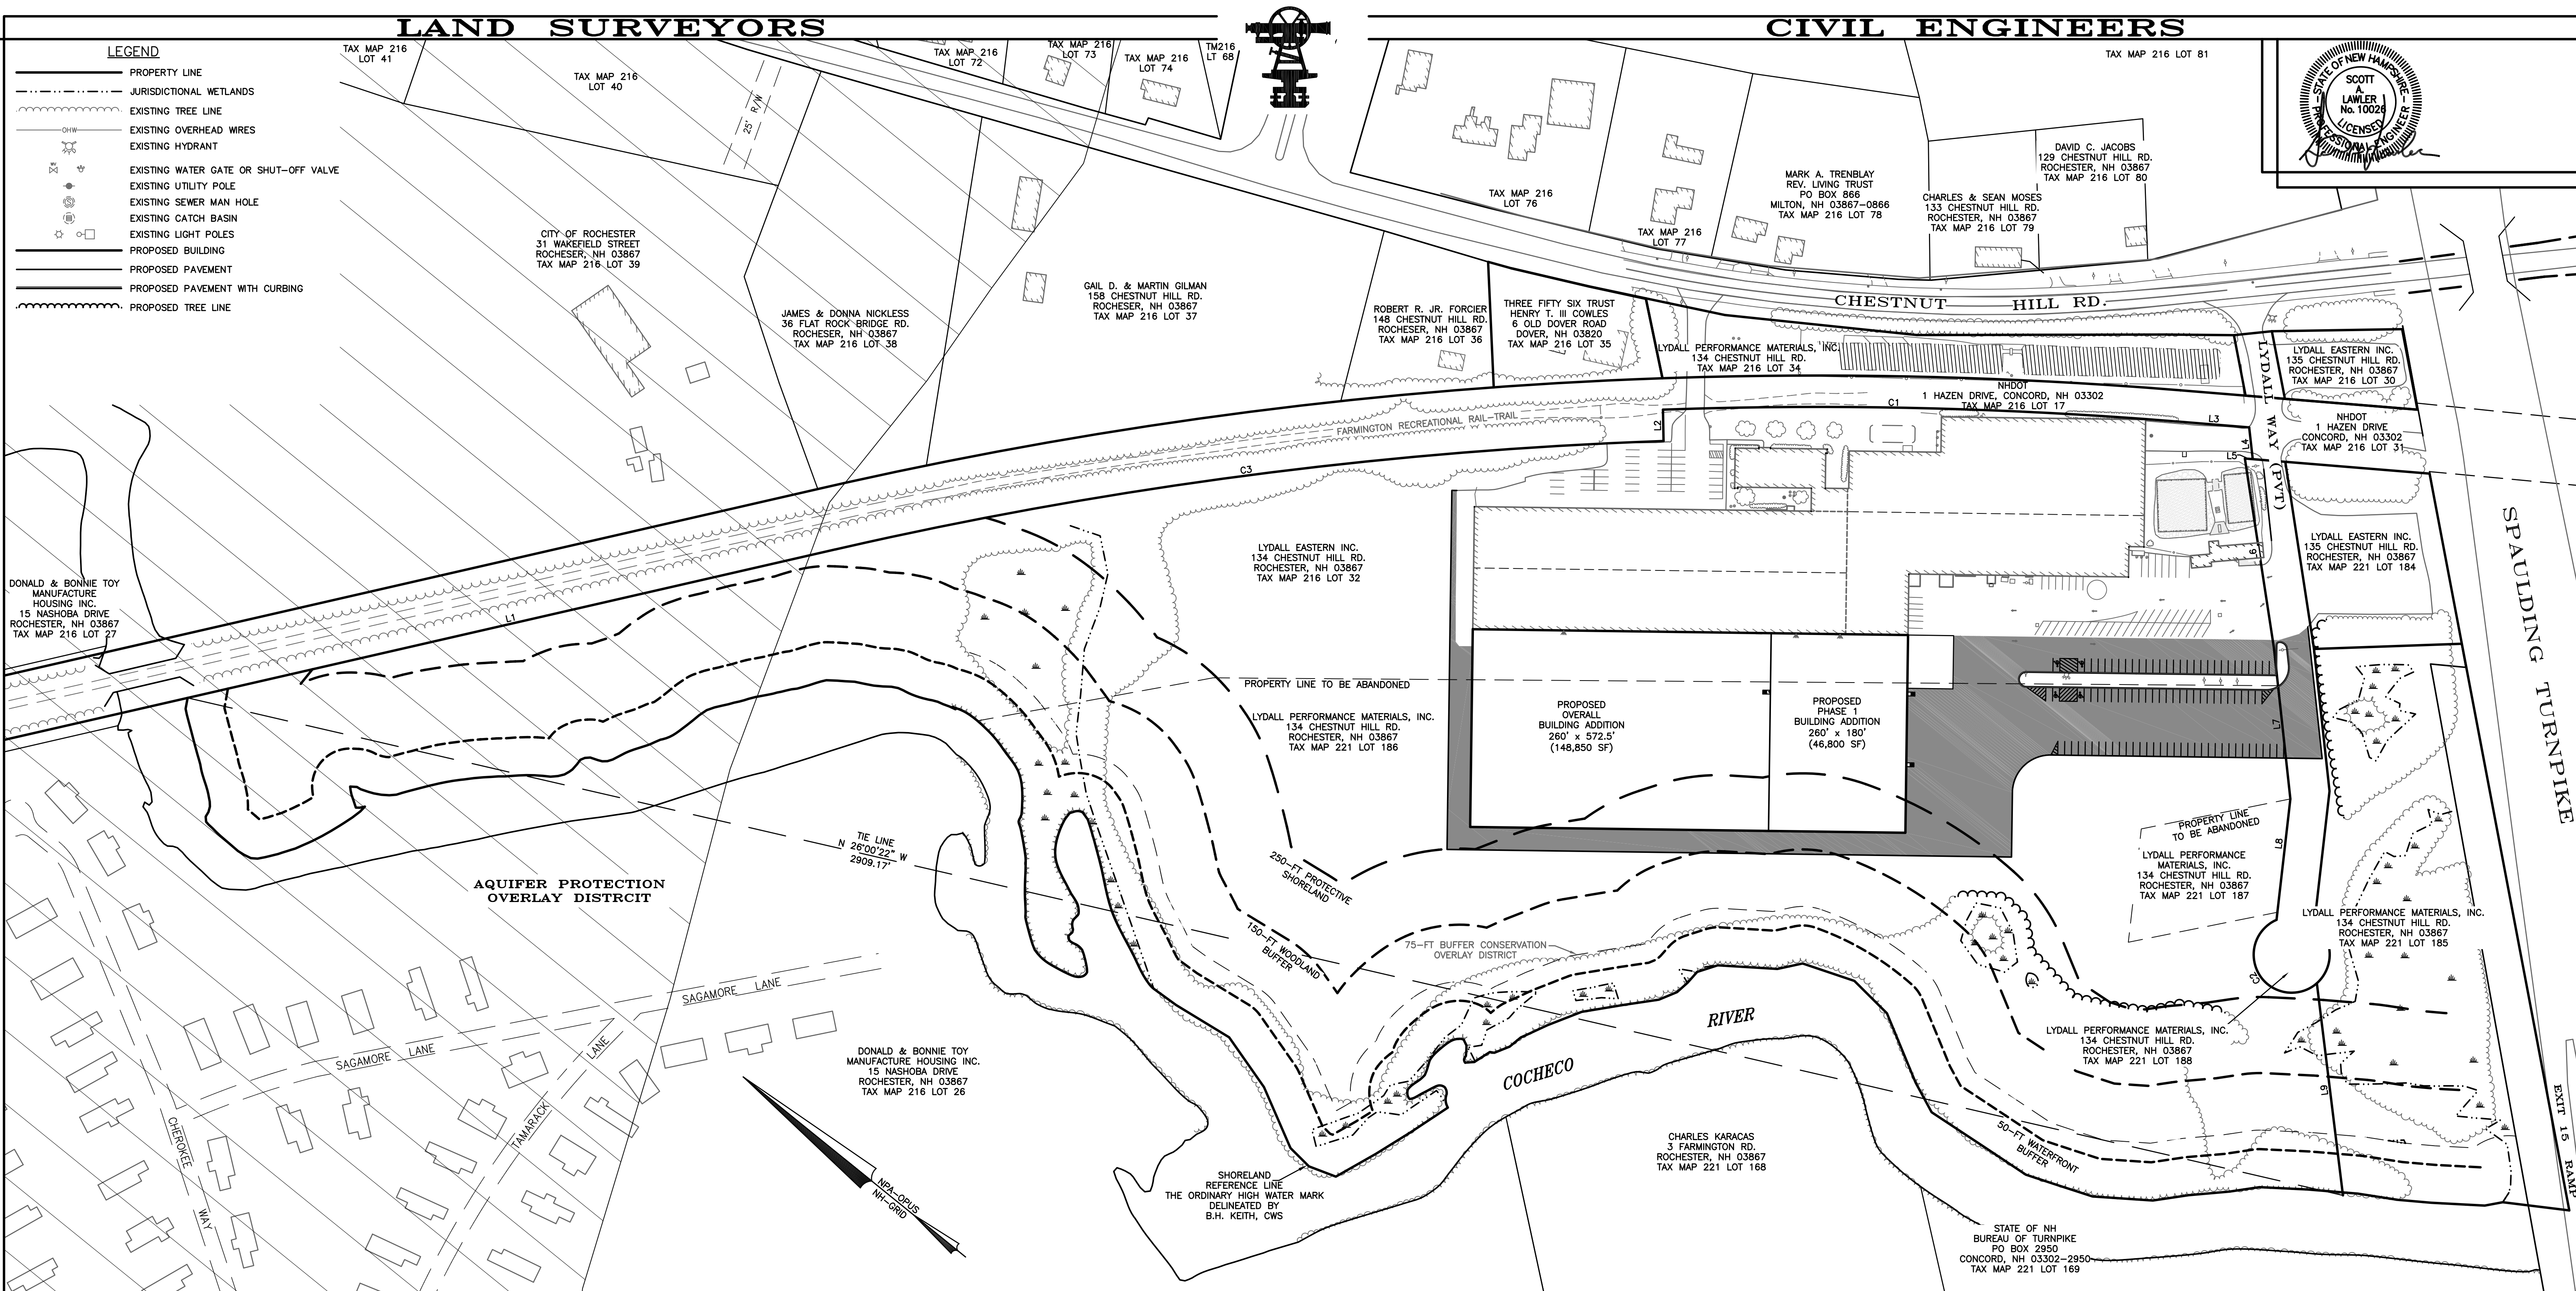 LAND SURVEYORS
CIVIL ENGINEERS
LEGEND
PROPERTY LINE
JURISDICTIONAL WETLANDS
EXISTING TREE LINE
OHW
EXISTING OVERHEAD WIRES
EXISTING HYDRANT
EXISTING WATER GATE OR SHUT-OFF VALVE
EXISTING UTILITY POLE
EXISTING SEWER MAN HOLE
EXISTING CATCH BASIN
EXISTING LIGHT POLES
PROPOSED BUILDING
PROPOSED PAVEMENT
PROPOSED PAVEMENT WITH CURBING
PROPOSED TREE LINE
TAX MAP 216
LOT 41
TAX MAP 216
LOT 40
25' R/W
TAX MAP 216
LOT 72
TAX MAP 216
LOT 73
TAX MAP 216
LOT 74
TM216
LT 68
TAX MAP 216 LOT 81
STATE OF NEW HAMPSHIRE
SCOTT
A.
LAWLER
No. 10026
LICENSED
PROFESSIONAL ENGINEER
TAX MAP 216
LOT 76
TAX MAP 216
LOT 77
MARK A. TRENBLAY
REV. LIVING TRUST
PO BOX 866
MILTON, NH 03867-0866
TAX MAP 216 LOT 78
CHARLES & SEAN MOSES
133 CHESTNUT HILL RD.
ROCHESTER, NH 03867
TAX MAP 216 LOT 79
DAVID C. JACOBS
129 CHESTNUT HILL RD.
ROCHESTER, NH 03867
TAX MAP 216 LOT 80
CITY OF ROCHESTER
31 WAKEFIELD STREET
ROCHESER, NH 03867
TAX MAP 216 LOT 39
JAMES & DONNA NICKLESS
36 FLAT ROCK BRIDGE RD.
ROCHESER, NH 03867
TAX MAP 216 LOT 38
GAIL D. & MARTIN GILMAN
158 CHESTNUT HILL RD.
ROCHESER, NH 03867
TAX MAP 216 LOT 37
ROBERT R. JR. FORCIER
148 CHESTNUT HILL RD.
ROCHESER, NH 03867
TAX MAP 216 LOT 36
THREE FIFTY SIX TRUST
HENRY T. III COWLES
6 OLD DOVER ROAD
DOVER, NH 03820
TAX MAP 216 LOT 35
CHESTNUT HILL RD.
LYDALL PERFORMANCE MATERIALS, INC.
134 CHESTNUT HILL RD.
TAX MAP 216 LOT 34
NHDOT
1 HAZEN DRIVE, CONCORD, NH 03302
TAX MAP 216 LOT 17
C1
L2
L3
L4
L5
L6
LYDALL WAY (PVT)
LYDALL EASTERN INC.
135 CHESTNUT HILL RD.
ROCHESTER, NH 03867
TAX MAP 216 LOT 30
NHDOT
1 HAZEN DRIVE
CONCORD, NH 03302
TAX MAP 216 LOT 31
LYDALL EASTERN INC.
135 CHESTNUT HILL RD.
ROCHESTER, NH 03867
TAX MAP 221 LOT 184
SPAULDING TURNPIKE
FARMINGTON RECREATIONAL RAIL-TRAIL
C3
L1
DONALD & BONNIE TOY
MANUFACTURE
HOUSING INC.
15 NASHOBA DRIVE
ROCHESTER, NH 03867
TAX MAP 216 LOT 27
LYDALL EASTERN INC.
134 CHESTNUT HILL RD.
ROCHESTER, NH 03867
TAX MAP 216 LOT 32
PROPERTY LINE TO BE ABANDONED
LYDALL PERFORMANCE MATERIALS, INC.
134 CHESTNUT HILL RD.
ROCHESTER, NH 03867
TAX MAP 221 LOT 186
PROPOSED
OVERALL
BUILDING ADDITION
260' x 572.5'
(148,850 SF)
PROPOSED
PHASE 1
BUILDING ADDITION
260' x 180'
(46,800 SF)
L7
L8
PROPERTY LINE
TO BE ABANDONED
LYDALL PERFORMANCE
MATERIALS, INC.
134 CHESTNUT HILL RD.
ROCHESTER, NH 03867
TAX MAP 221 LOT 187
LYDALL PERFORMANCE MATERIALS, INC.
134 CHESTNUT HILL RD.
ROCHESTER, NH 03867
TAX MAP 221 LOT 185
C2
LYDALL PERFORMANCE MATERIALS, INC.
134 CHESTNUT HILL RD.
ROCHESTER, NH 03867
TAX MAP 221 LOT 188
L9
EXIT 15 RAMP
TIE LINE
N 26°00'22" W
2909.17'
250-FT PROTECTIVE
SHORELAND
150-FT WOODLAND
BUFFER
75-FT BUFFER CONSERVATION
OVERLAY DISTRICT
50-FT WATERFRONT
BUFFER
AQUIFER PROTECTION
OVERLAY DISTRCIT
SAGAMORE LANE
SAGAMORE LANE
TAMARACK LANE
CHEROKEE WAY
DONALD & BONNIE TOY
MANUFACTURE HOUSING INC.
15 NASHOBA DRIVE
ROCHESTER, NH 03867
TAX MAP 216 LOT 26
NPA-OPUS
NH-GRID
SHORELAND
REFERENCE LINE
THE ORDINARY HIGH WATER MARK
DELINEATED BY
B.H. KEITH, CWS
COCHECO RIVER
CHARLES KARACAS
3 FARMINGTON RD.
ROCHESTER, NH 03867
TAX MAP 221 LOT 168
STATE OF NH
BUREAU OF TURNPIKE
PO BOX 2950
CONCORD, NH 03302-2950
TAX MAP 221 LOT 169